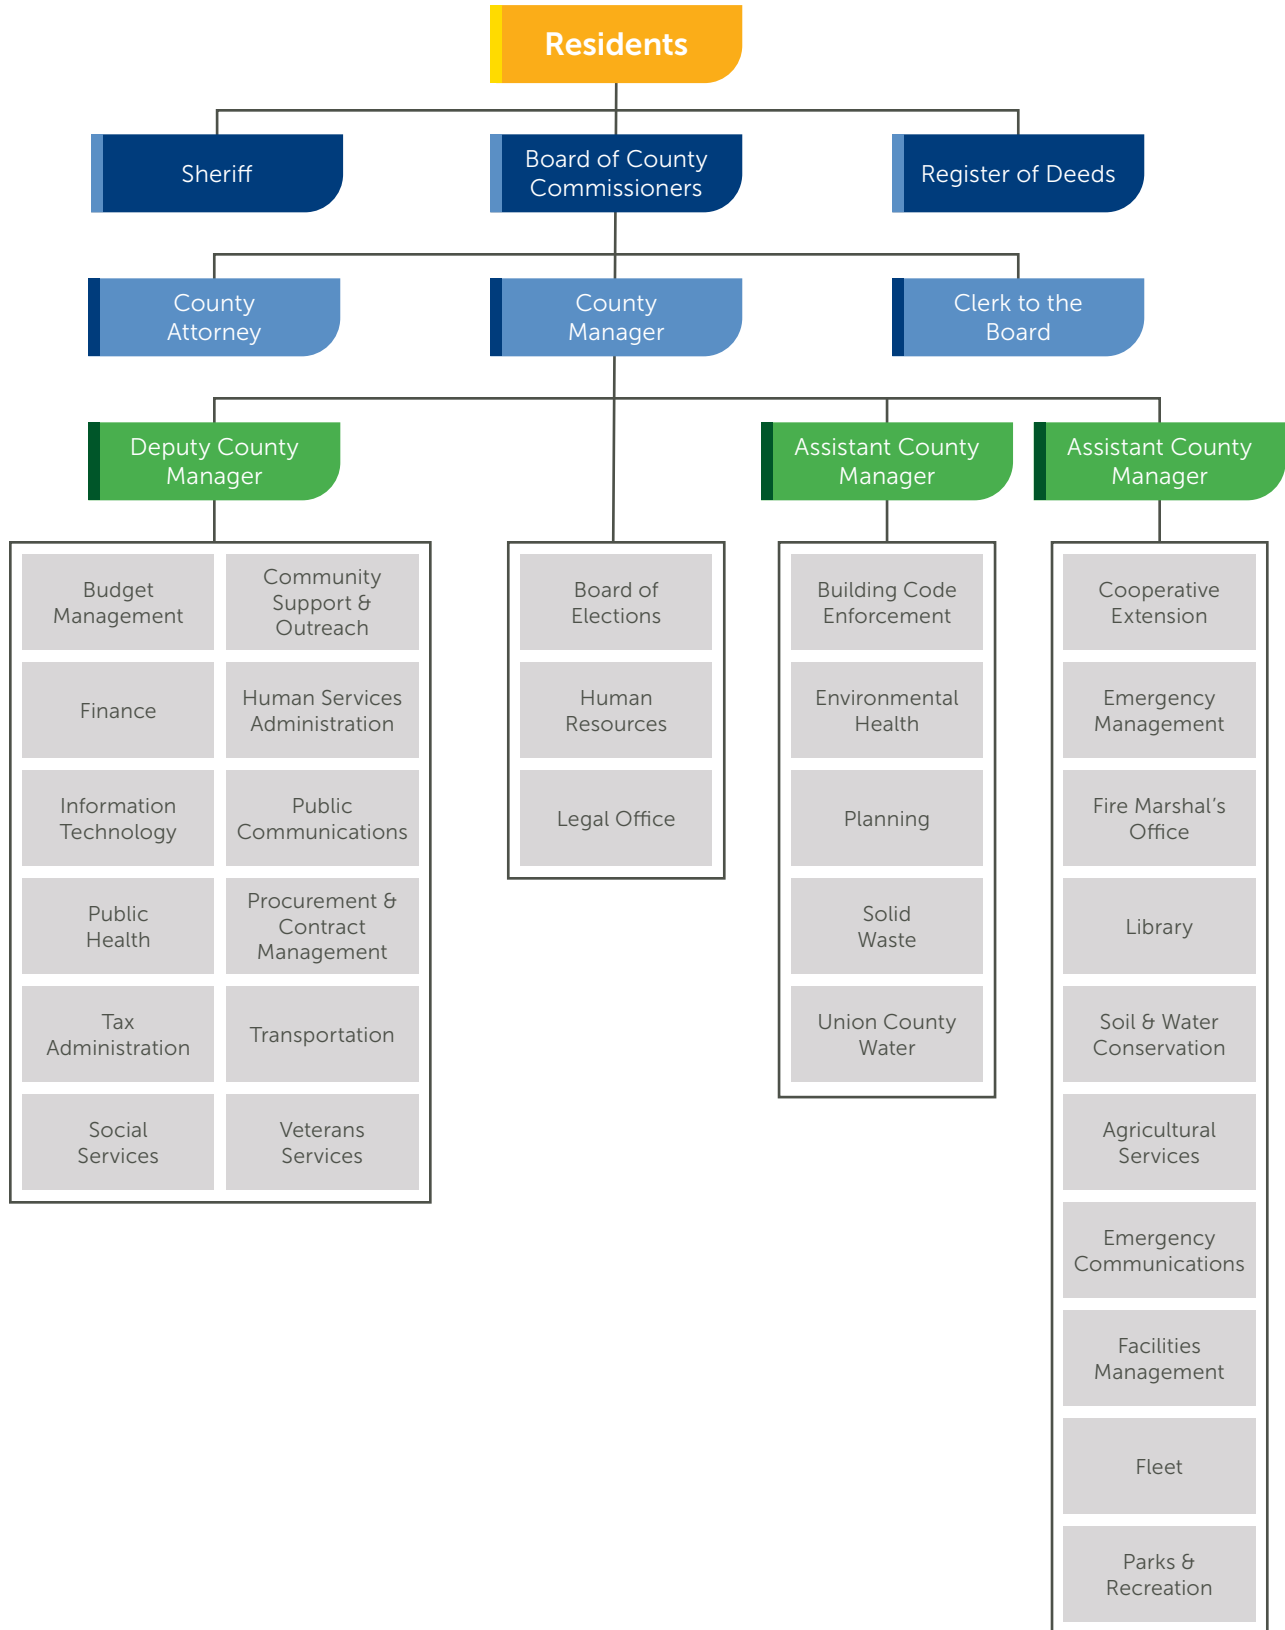 Residents
Sheriff
Board of County
Commissioners
Register of Deeds
County
Attorney
County
Manager
Clerk to the
Board
Deputy County
Manager
Assistant County
Manager
Assistant County
Manager
Budget
Management
Community
Support &
Outreach
Finance
Human Services
Administration
Information
Technology
Public
Communications
Public
Health
Procurement &
Contract
Management
Tax
Administration
Transportation
Social
Services
Veterans
Services
Board of
Elections
Human
Resources
Legal Office
Building Code
Enforcement
Environmental
Health
Planning
Solid
Waste
Union County
Water
Cooperative
Extension
Emergency
Management
Fire Marshal's
Office
Library
Soil & Water
Conservation
Agricultural
Services
Emergency
Communications
Facilities
Management
Fleet
Parks &
Recreation